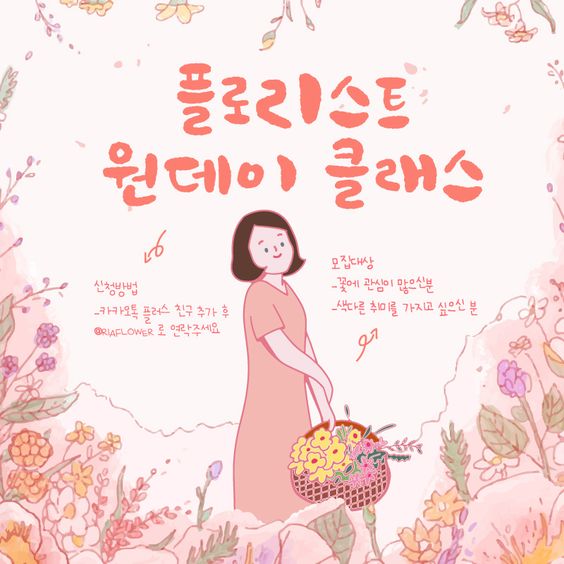 플로리스트
원데이 클래스
신청방법
-카카오톡 플러스 친구 추가 후
@RIAFLOWER 로 연락주세요
모집대상
-꽃에 관심이 많으신분
-색다른 취미를 가지고 싶으신 분